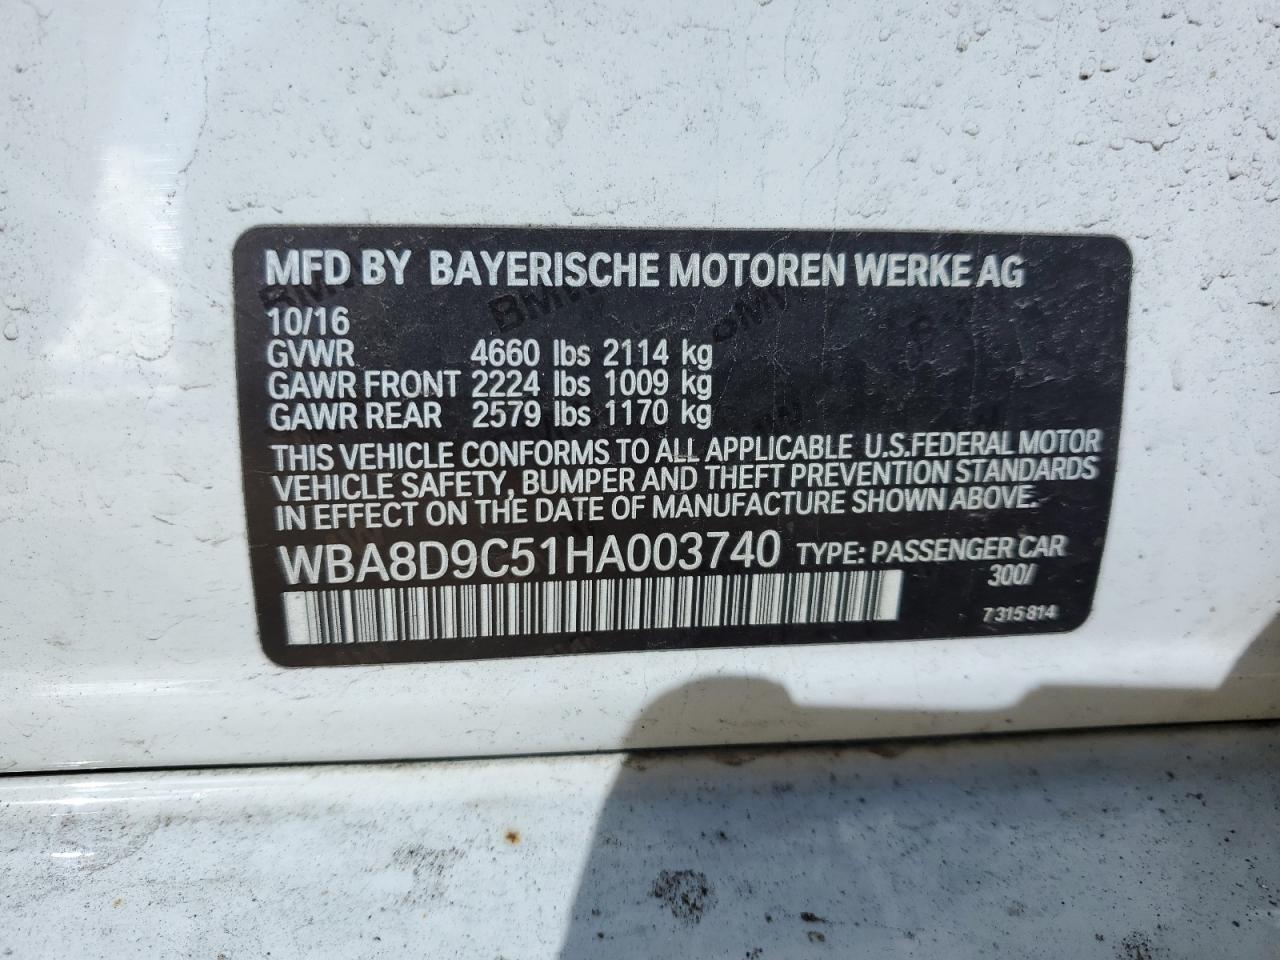 MFD BY BAYERISCHE MOTOREN WERKE AG
10/16
GVWR 4660 lbs 2114 kg
GAWR FRONT 2224 lbs 1009 kg
GAWR REAR 2579 lbs 1170 kg
THIS VEHICLE CONFORMS TO ALL APPLICABLE U.S.FEDERAL MOTOR
VEHICLE SAFETY, BUMPER AND THEFT PREVENTION STANDARDS
IN EFFECT ON THE DATE OF MANUFACTURE SHOWN ABOVE.
WBA8D9C51HA003740 TYPE: PASSENGER CAR
300/
7 315 814